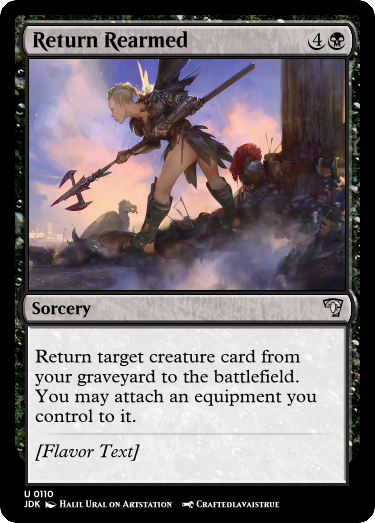 Return Rearmed 4
Sorcery
Return target creature card from
your graveyard to the battlefield.
You may attach an equipment you
control to it.
[Flavor Text]
U 0110
JDK Halil Ural on Artstation Craftedlavaistrue